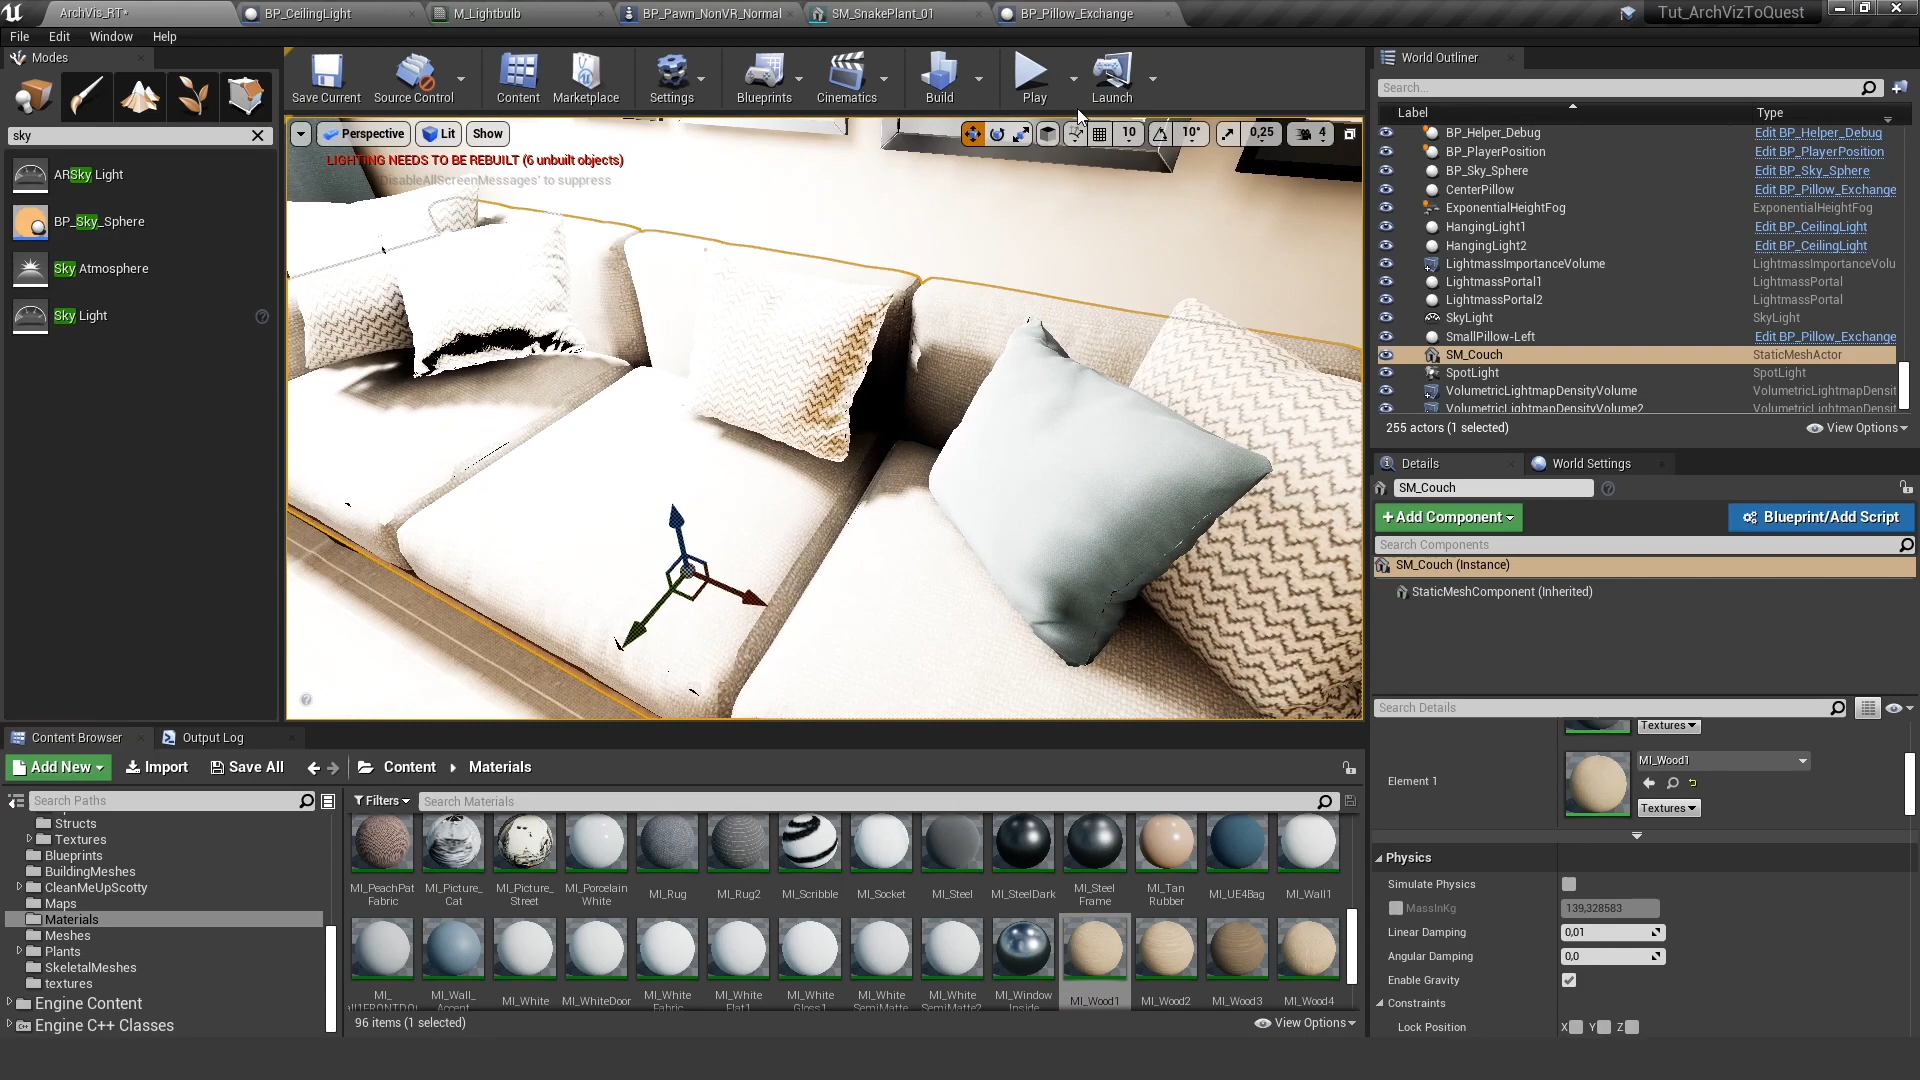 ArchVis_RT*
BP_CeilingLight
M_Lightbulb
BP_Pawn_NonVR_Normal
SM_SnakePlant_01
BP_Pillow_Exchange
Tut_ArchVizToQuest
File
Edit
Window
Help
Modes
sky
ARSky Light
BP_Sky_Sphere
Sky Atmosphere
Sky Light
Save Current
Source Control
Content
Marketplace
Settings
Blueprints
Cinematics
Build
Play
Launch
Perspective
Lit
Show
10
10°
0,25
4
LIGHTING NEEDS TO BE REBUILT (6 unbuilt objects)
'DisableAllScreenMessages' to suppress
World Outliner
Search...
Label
Type
BP_Helper_Debug
Edit BP_Helper_Debug
BP_PlayerPosition
Edit BP_PlayerPosition
BP_Sky_Sphere
Edit BP_Sky_Sphere
CenterPillow
Edit BP_Pillow_Exchange
ExponentialHeightFog
ExponentialHeightFog
HangingLight1
Edit BP_CeilingLight
HangingLight2
Edit BP_CeilingLight
LightmassImportanceVolume
LightmassImportanceVolu
LightmassPortal1
LightmassPortal
LightmassPortal2
LightmassPortal
SkyLight
SkyLight
SmallPillow-Left
Edit BP_Pillow_Exchange
SM_Couch
StaticMeshActor
SpotLight
SpotLight
VolumetricLightmapDensityVolume
VolumetricLightmapDensit
VolumetricLightmapDensityVolume2
VolumetricLightmapDensit
255 actors (1 selected)
View Options
Details
World Settings
SM_Couch
+Add Component
Blueprint/Add Script
Search Components
SM_Couch (Instance)
StaticMeshComponent (Inherited)
Search Details
Textures
Element 1
MI_Wood1
Textures
Physics
Simulate Physics
MassInKg
139,328583
Linear Damping
0,01
Angular Damping
0,0
Enable Gravity
Constraints
Lock Position
X
Y
Z
Content Browser
Output Log
Add New
Import
Save All
Content
Materials
Search Paths
Structs
Textures
Blueprints
BuildingMeshes
CleanMeUpScotty
Maps
Materials
Meshes
Plants
SkeletalMeshes
textures
Engine Content
Engine C++ Classes
Filters
Search Materials
MI_PeachPat
Fabric
MI_Picture_
Cat
MI_Picture_
Street
MI_Porcelain
White
MI_Rug
MI_Rug2
MI_Scribble
MI_Socket
MI_Steel
MI_SteelDark
MI_Steel
Frame
MI_Tan
Rubber
MI_UE4Bag
MI_Wall1
MI_
MI_Wall_
Accent
MI_White
MI_WhiteDoor
MI_White
Fabric
MI_White
Flat1
MI_White
Gloss1
MI_White
SemiMatte
MI_White
SemiMatte2
MI_Window
Inside
MI_Wood1
MI_Wood2
MI_Wood3
MI_Wood4
96 items (1 selected)
View Options